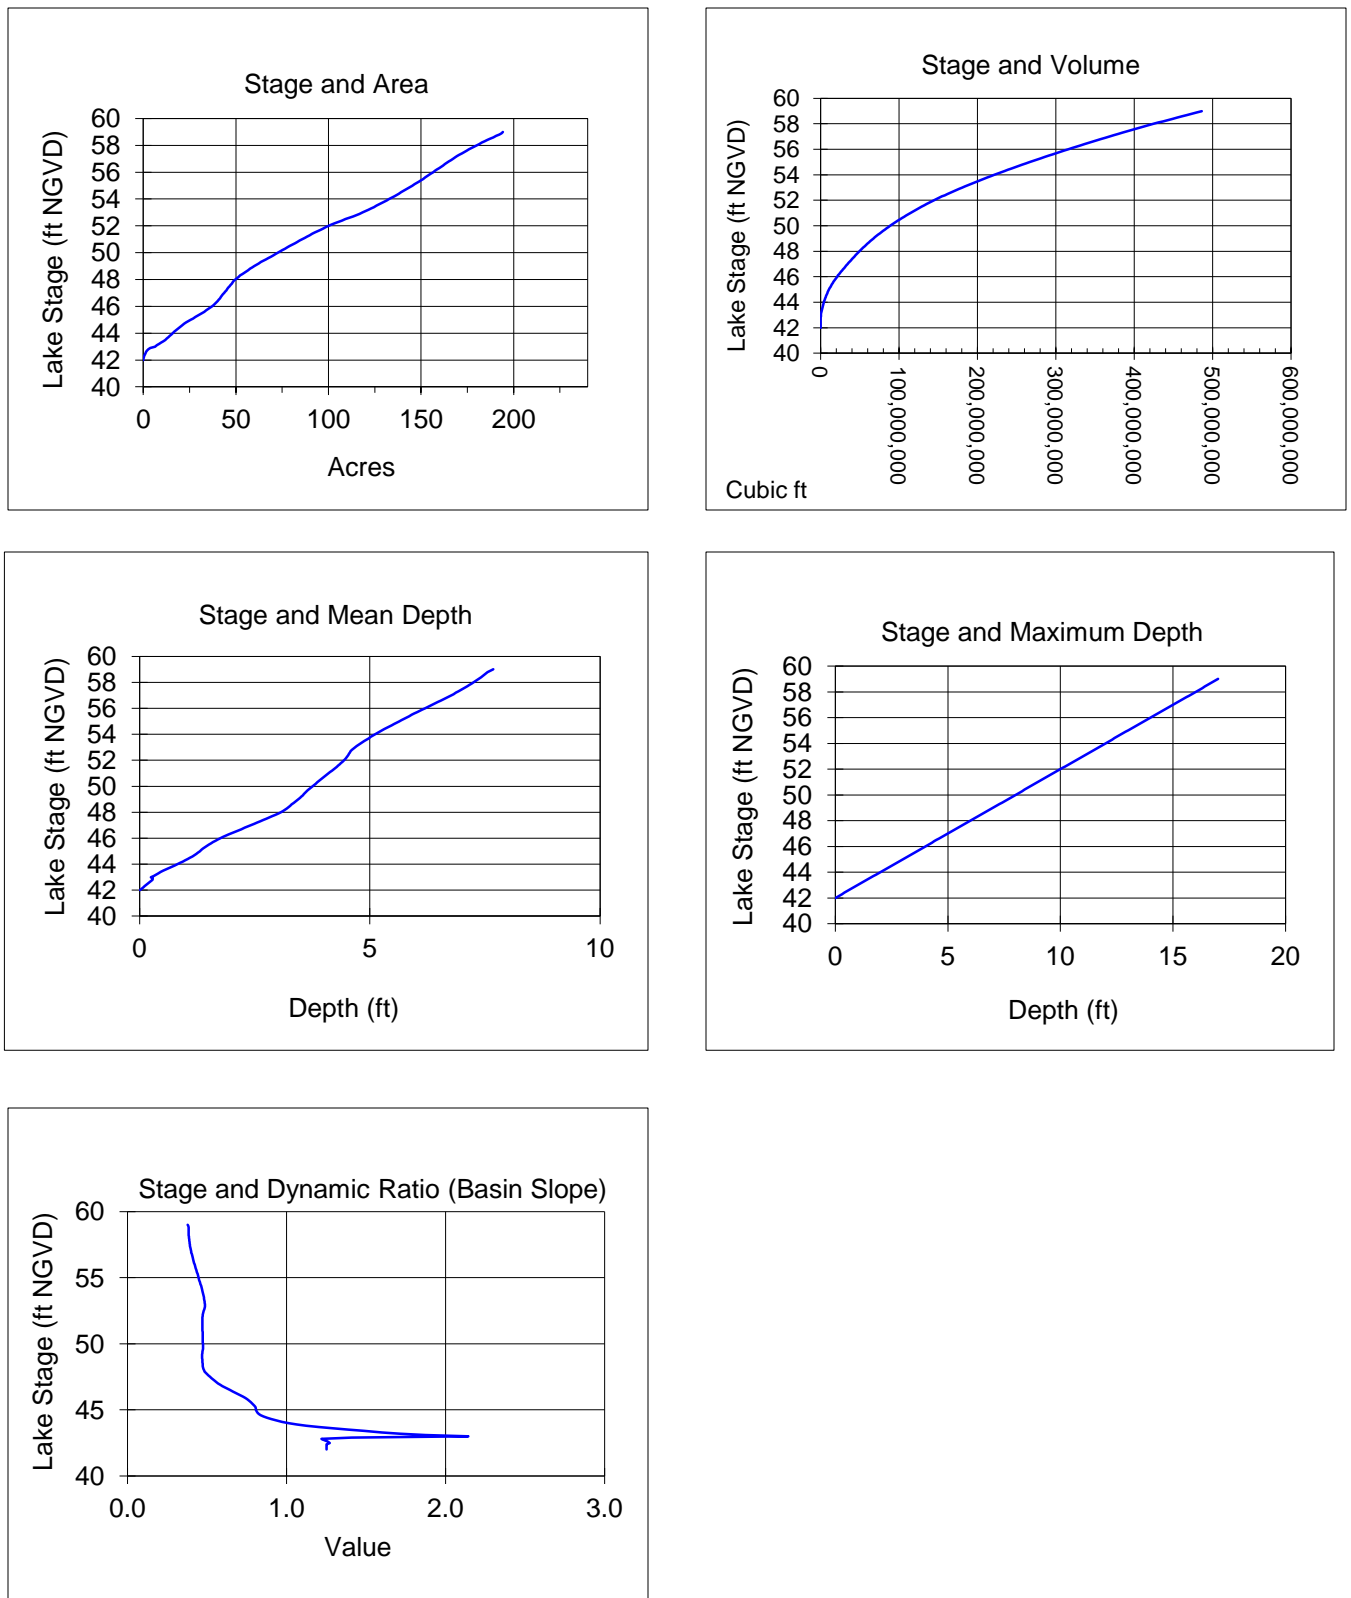 Stage and Area
Lake Stage (ft NGVD)
60
58
56
54
52
50
48
46
44
42
40
0 50 100 150 200
Acres
Stage and Volume
Lake Stage (ft NGVD)
60
58
56
54
52
50
48
46
44
42
40
0
100,000,000
200,000,000
300,000,000
400,000,000
500,000,000
600,000,000
Cubic ft
Stage and Mean Depth
Lake Stage (ft NGVD)
60
58
56
54
52
50
48
46
44
42
40
0 5 10
Depth (ft)
Stage and Maximum Depth
Lake Stage (ft NGVD)
60
58
56
54
52
50
48
46
44
42
40
0 5 10 15 20
Depth (ft)
Stage and Dynamic Ratio (Basin Slope)
Lake Stage (ft NGVD)
60
55
50
45
40
0.0 1.0 2.0 3.0
Value